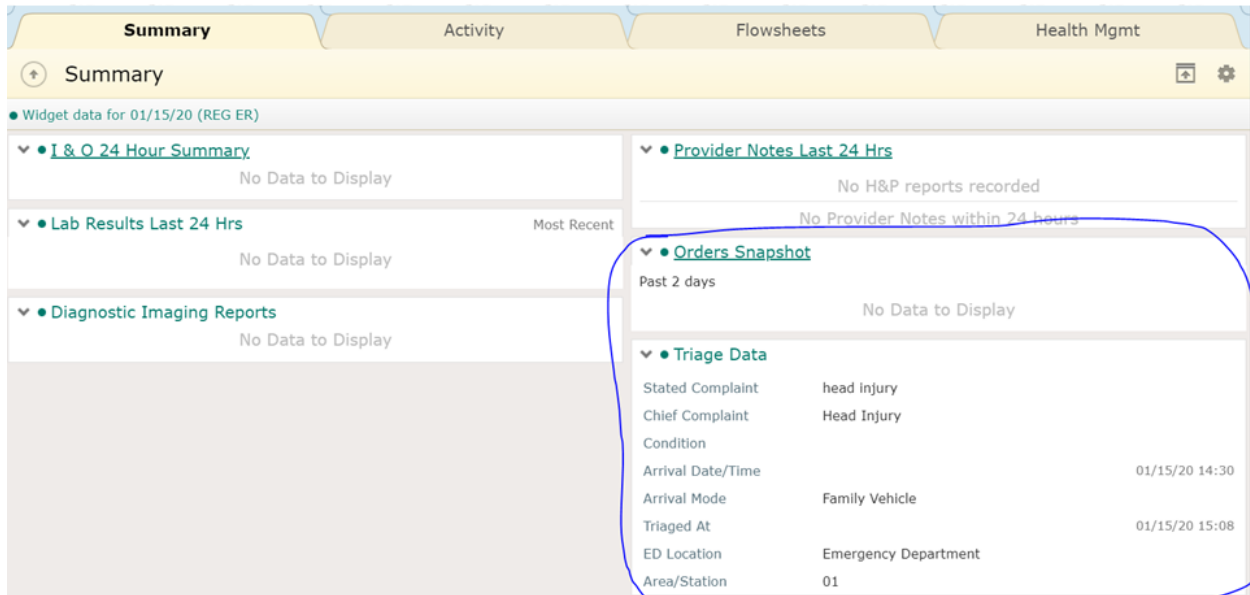 Summary
Activity
Flowsheets
Health Mgmt
Summary
Widget data for 01/15/20 (REG ER)
I & O 24 Hour Summary
No Data to Display
Lab Results Last 24 Hrs Most Recent
No Data to Display
Diagnostic Imaging Reports
No Data to Display
Provider Notes Last 24 Hrs
No H&P reports recorded
No Provider Notes within 24 hours
Orders Snapshot
Past 2 days
No Data to Display
Triage Data
Stated Complaint head injury
Chief Complaint Head Injury
Condition
Arrival Date/Time 01/15/20 14:30
Arrival Mode Family Vehicle
Triaged At 01/15/20 15:08
ED Location Emergency Department
Area/Station 01